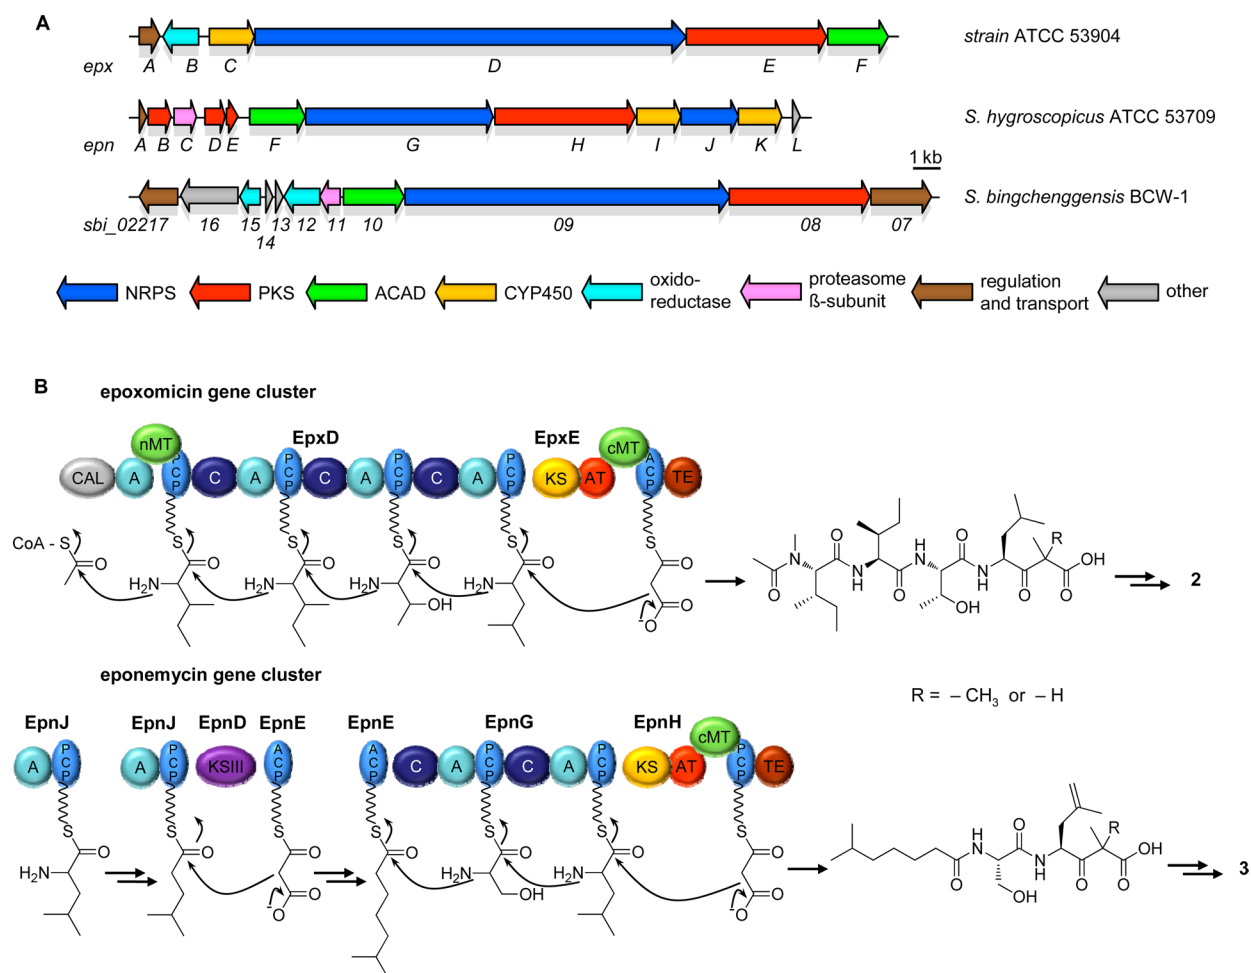 A
A B C D E F
epx
strain ATCC 53904
A B C D E F G H I J K L
epn
S. hygroscopicus ATCC 53709
1 kb
sbi_02217 16 15 14 13 12 11 10 09 08 07
S. bingchenggensis BCW-1
NRPS PKS ACAD CYP450 oxido- proteasome regulation other
reductase ß-subunit and transport
B
epoxomicin gene cluster
EpxD EpxE
nMT cMT
CAL A PCP C A PCP C A PCP C A PCP KS AT ACP TE
CoA - S S S S S S
O O O O O O
H2N H2N H2N H2N
OH O
-O
N O H N O H N O R OH
O N H O N H O O
OH
2
R = – CH3 or – H
eponemycin gene cluster
EpnJ EpnJ EpnD EpnE EpnE EpnG EpnH
cMT
A PCP A PCP KSIII ACP ACP C A PCP C A PCP KS AT PCP TE
S S S S S S S
O O O O O O O
H2N O H2N OH H2N O
-O -O
H N O N H R OH
O O O
OH
3